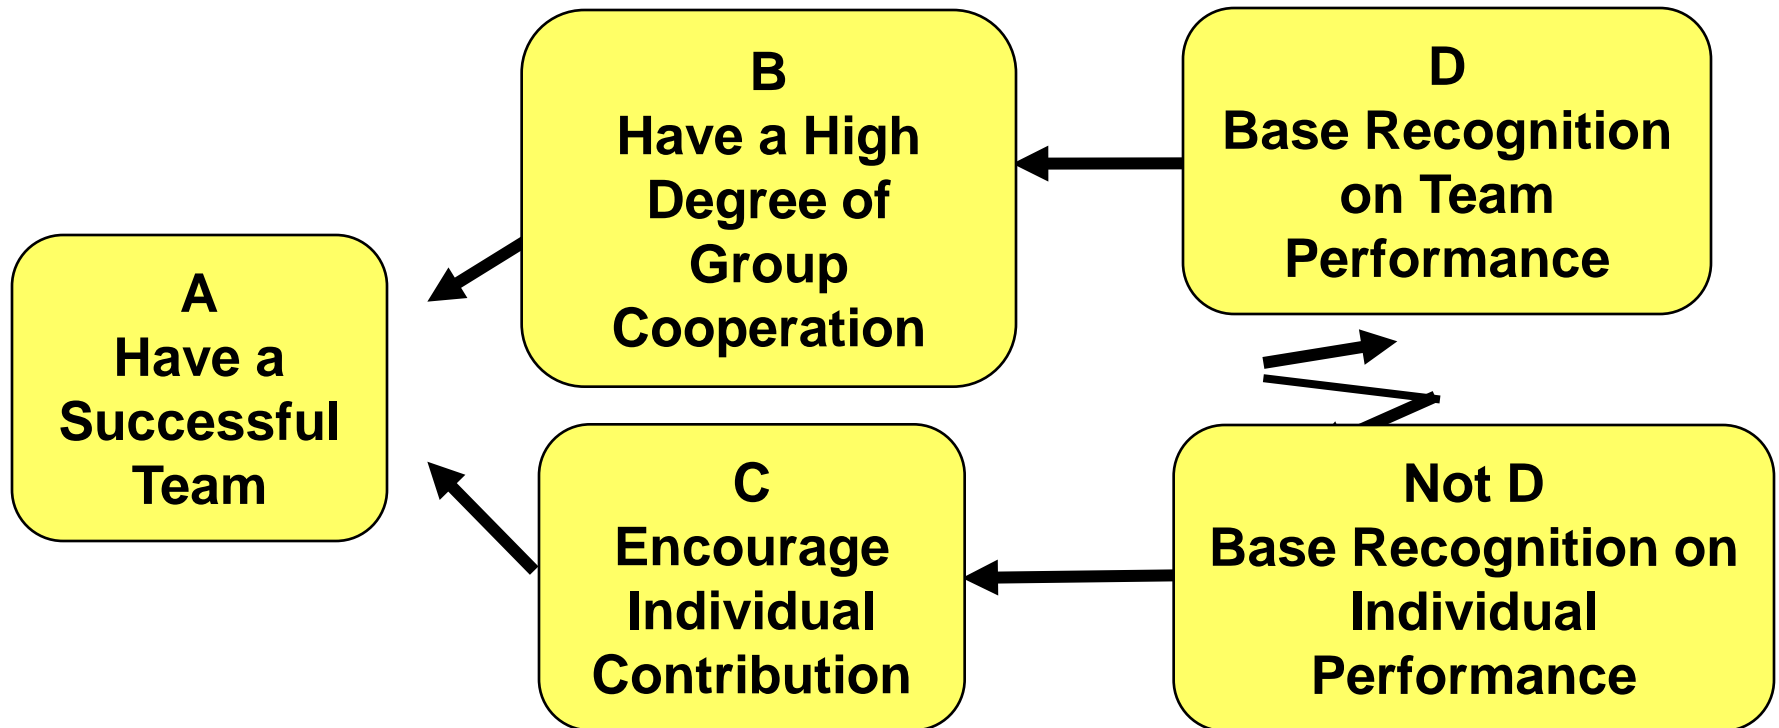 A
Have a
Successful
Team
B
Have a High
Degree of
Group
Cooperation
D
Base Recognition
on Team
Performance
C
Encourage
Individual
Contribution
Not D
Base Recognition on
Individual
Performance